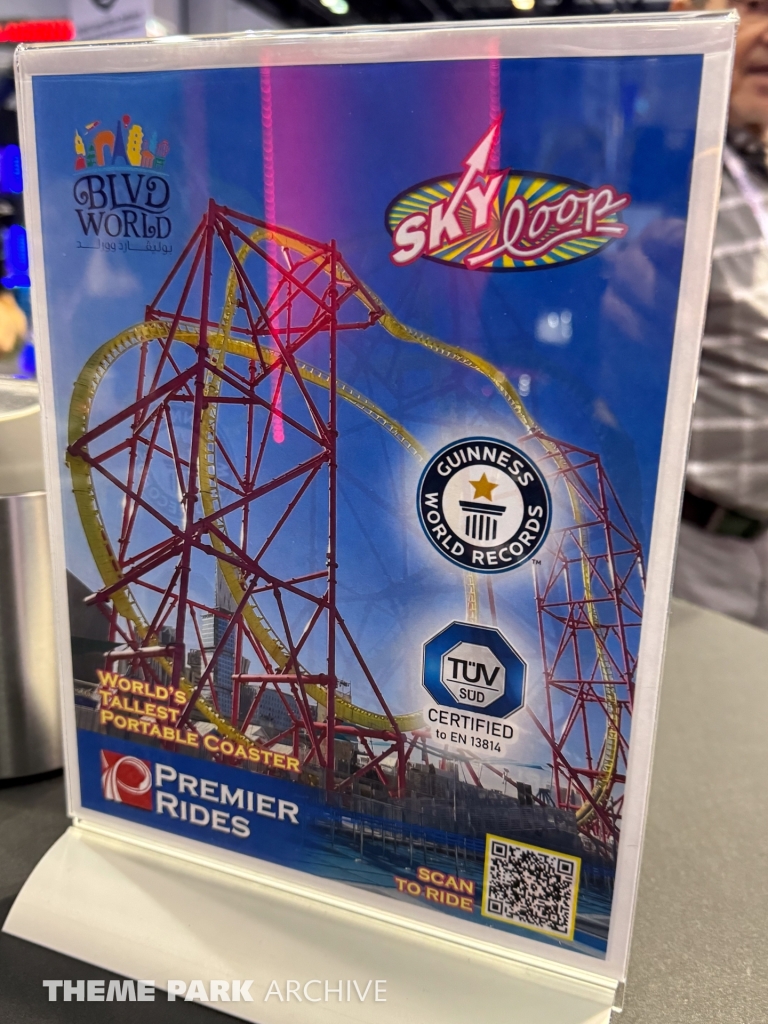 BLVD
WORLD
بوليفارد وورلد
SKY loop
GUINNESS
WORLD RECORDS
TM
TÜV
SÜD
CERTIFIED
to EN 13814
WORLD'S
TALLEST
PORTABLE COASTER
PREMIER
RIDES
SCAN
TO RIDE
THEME PARK ARCHIVE